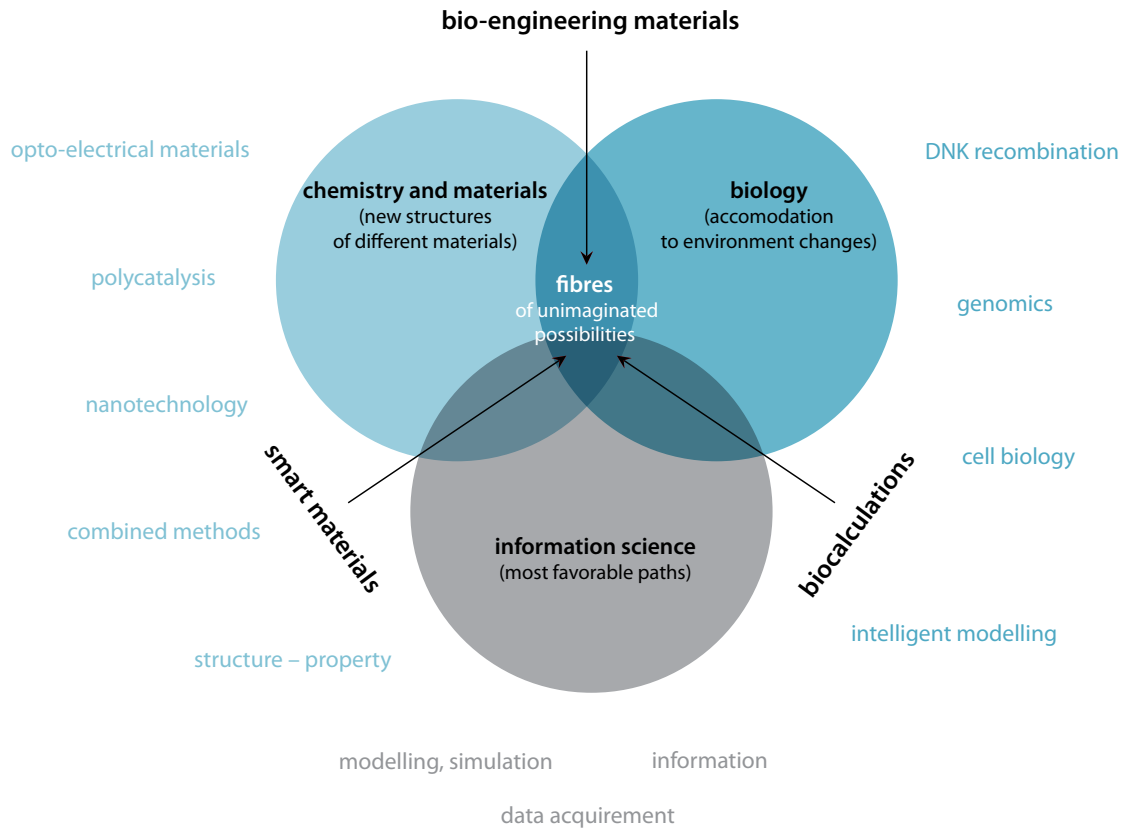 bio-engineering materials
opto-electrical materials
DNK recombination
chemistry and materials
(new structures
of different materials)
biology
(accomodation
to environment changes)
polycatalysis
fibres
of unimaginated
possibilities
genomics
nanotechnology
smart materials
cell biology
biocalculations
combined methods
information science
(most favorable paths)
intelligent modelling
structure – property
modelling, simulation
information
data acquirement